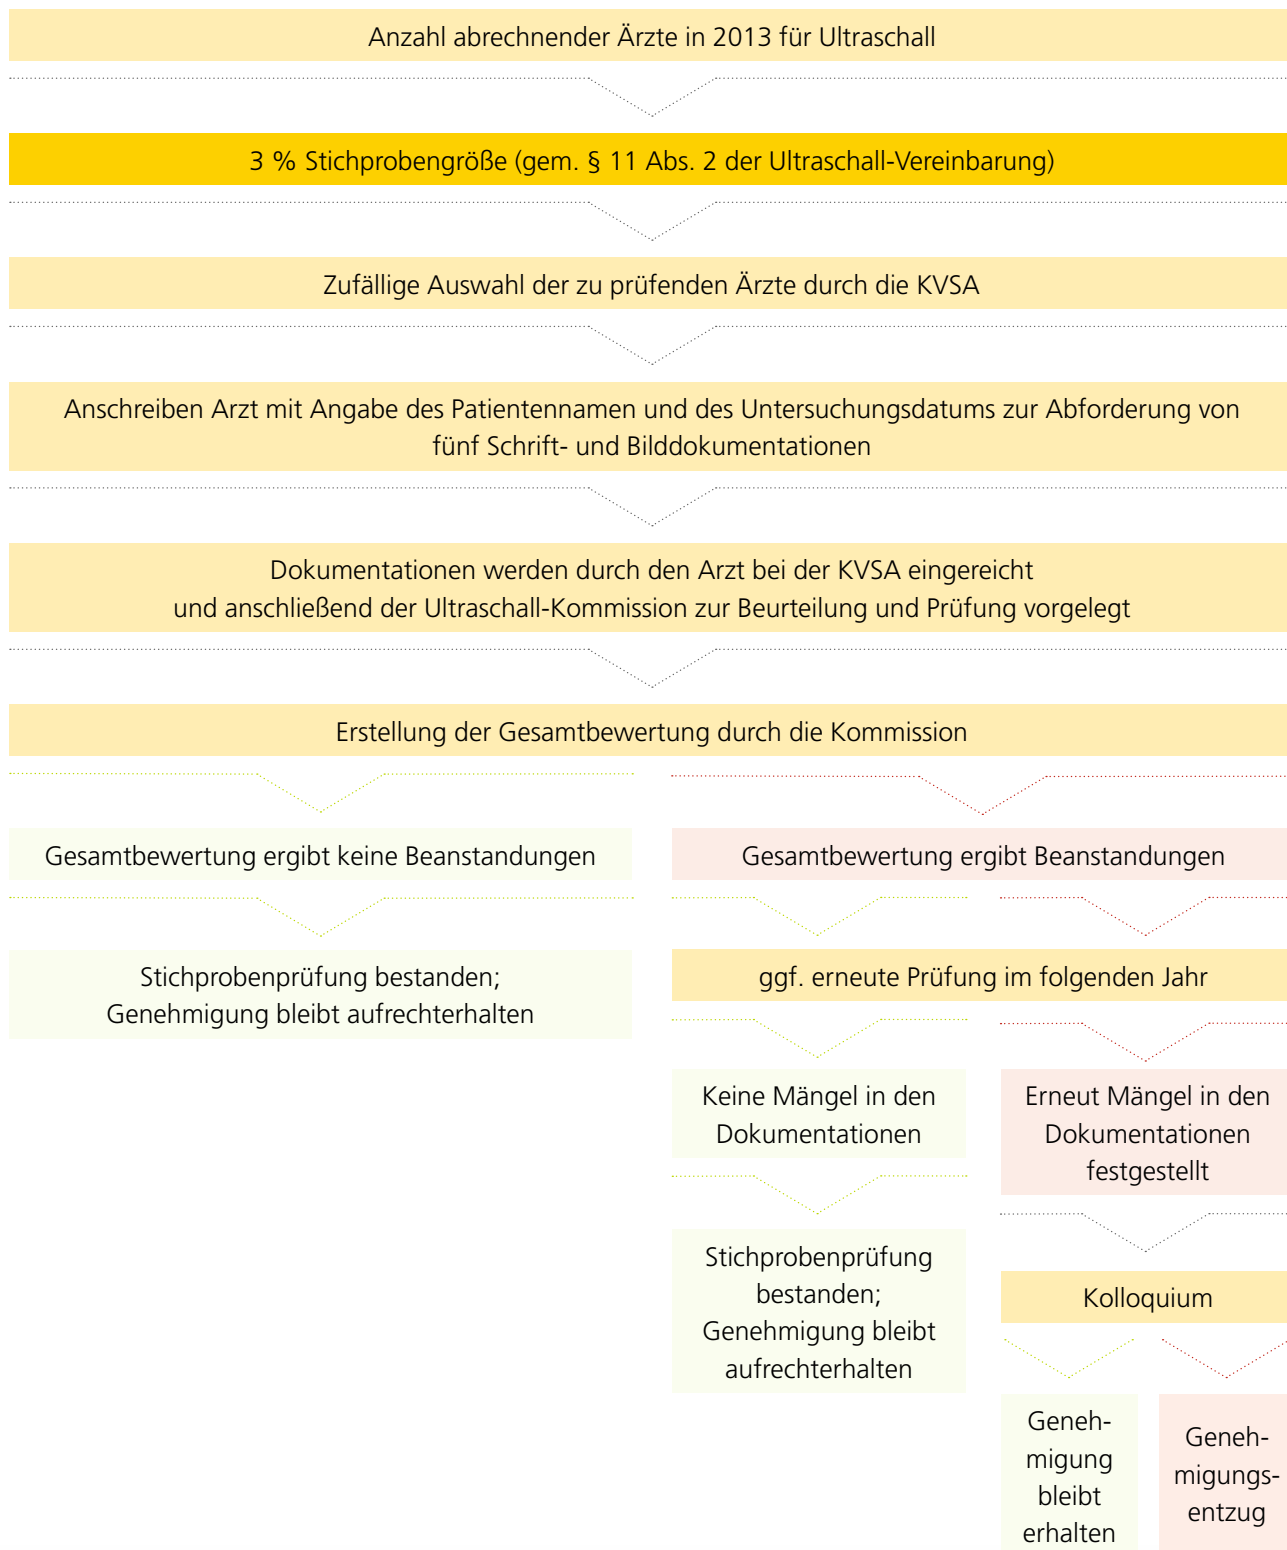 Anzahl abrechnender Ärzte in 2013 für Ultraschall
3 % Stichprobengröße (gem. § 11 Abs. 2 der Ultraschall-Vereinbarung)
Zufällige Auswahl der zu prüfenden Ärzte durch die KVSA
Anschreiben Arzt mit Angabe des Patientennamen und des Untersuchungsdatums zur Abforderung von
fünf Schrift- und Bilddokumentationen
Dokumentationen werden durch den Arzt bei der KVSA eingereicht
und anschließend der Ultraschall-Kommission zur Beurteilung und Prüfung vorgelegt
Erstellung der Gesamtbewertung durch die Kommission
Gesamtbewertung ergibt keine Beanstandungen
Gesamtbewertung ergibt Beanstandungen
Stichprobenprüfung bestanden;
Genehmigung bleibt aufrechterhalten
ggf. erneute Prüfung im folgenden Jahr
Keine Mängel in den
Dokumentationen
Erneut Mängel in den
Dokumentationen
festgestellt
Stichprobenprüfung
bestanden;
Genehmigung bleibt
aufrechterhalten
Kolloquium
Geneh-
migung
bleibt
erhalten
Geneh-
migungs-
entzug